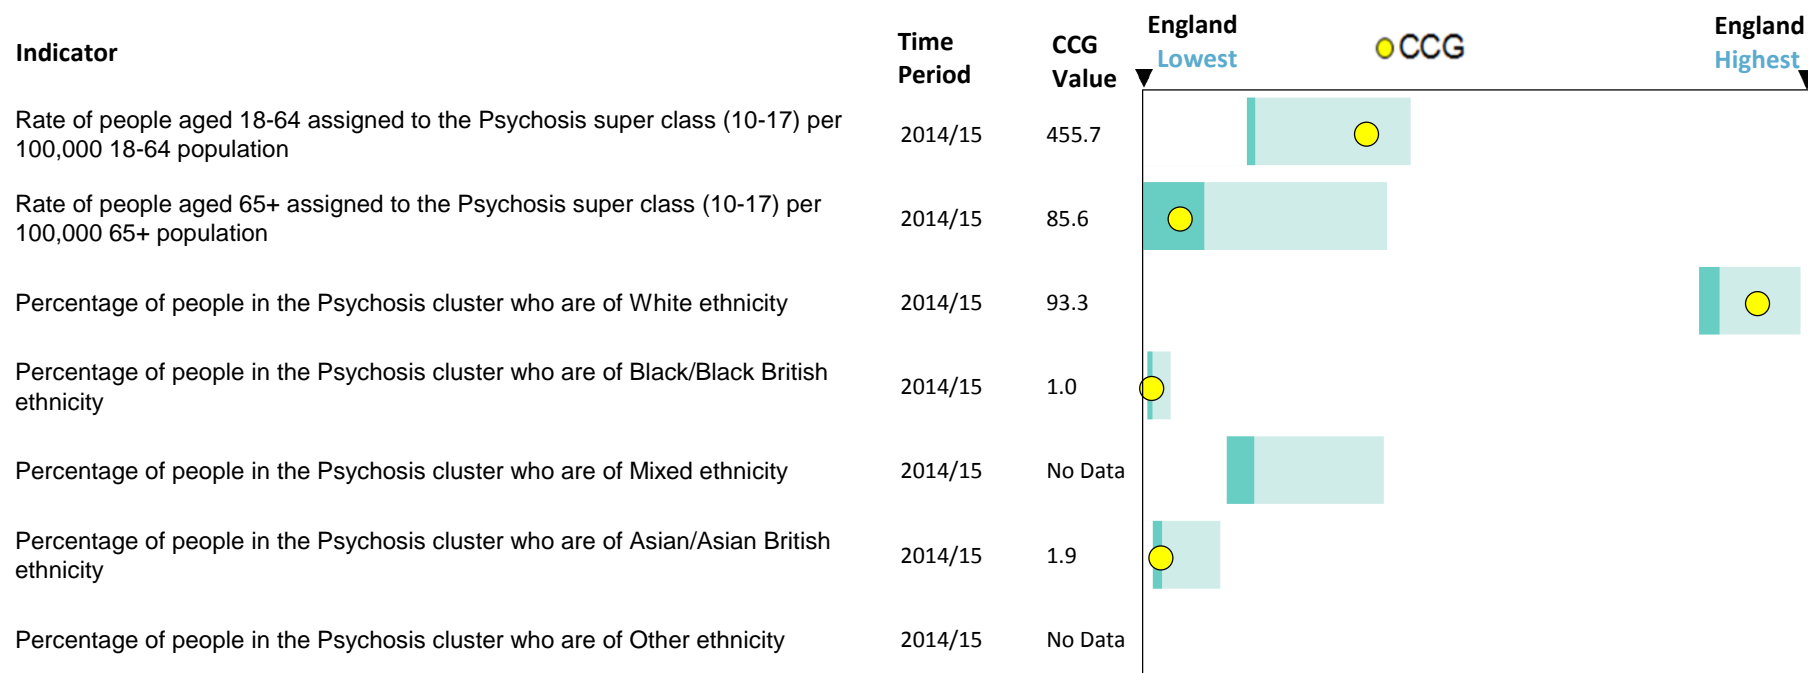 Indicator
Time Period
CCG Value
England Lowest
CCG
England Highest
Rate of people aged 18-64 assigned to the Psychosis super class (10-17) per
100,000 18-64 population
2014/15
455.7
Rate of people aged 65+ assigned to the Psychosis super class (10-17) per
100,000 65+ population
2014/15
85.6
Percentage of people in the Psychosis cluster who are of White ethnicity
2014/15
93.3
Percentage of people in the Psychosis cluster who are of Black/Black British
ethnicity
2014/15
1.0
Percentage of people in the Psychosis cluster who are of Mixed ethnicity
2014/15
No Data
Percentage of people in the Psychosis cluster who are of Asian/Asian British
ethnicity
2014/15
1.9
Percentage of people in the Psychosis cluster who are of Other ethnicity
2014/15
No Data